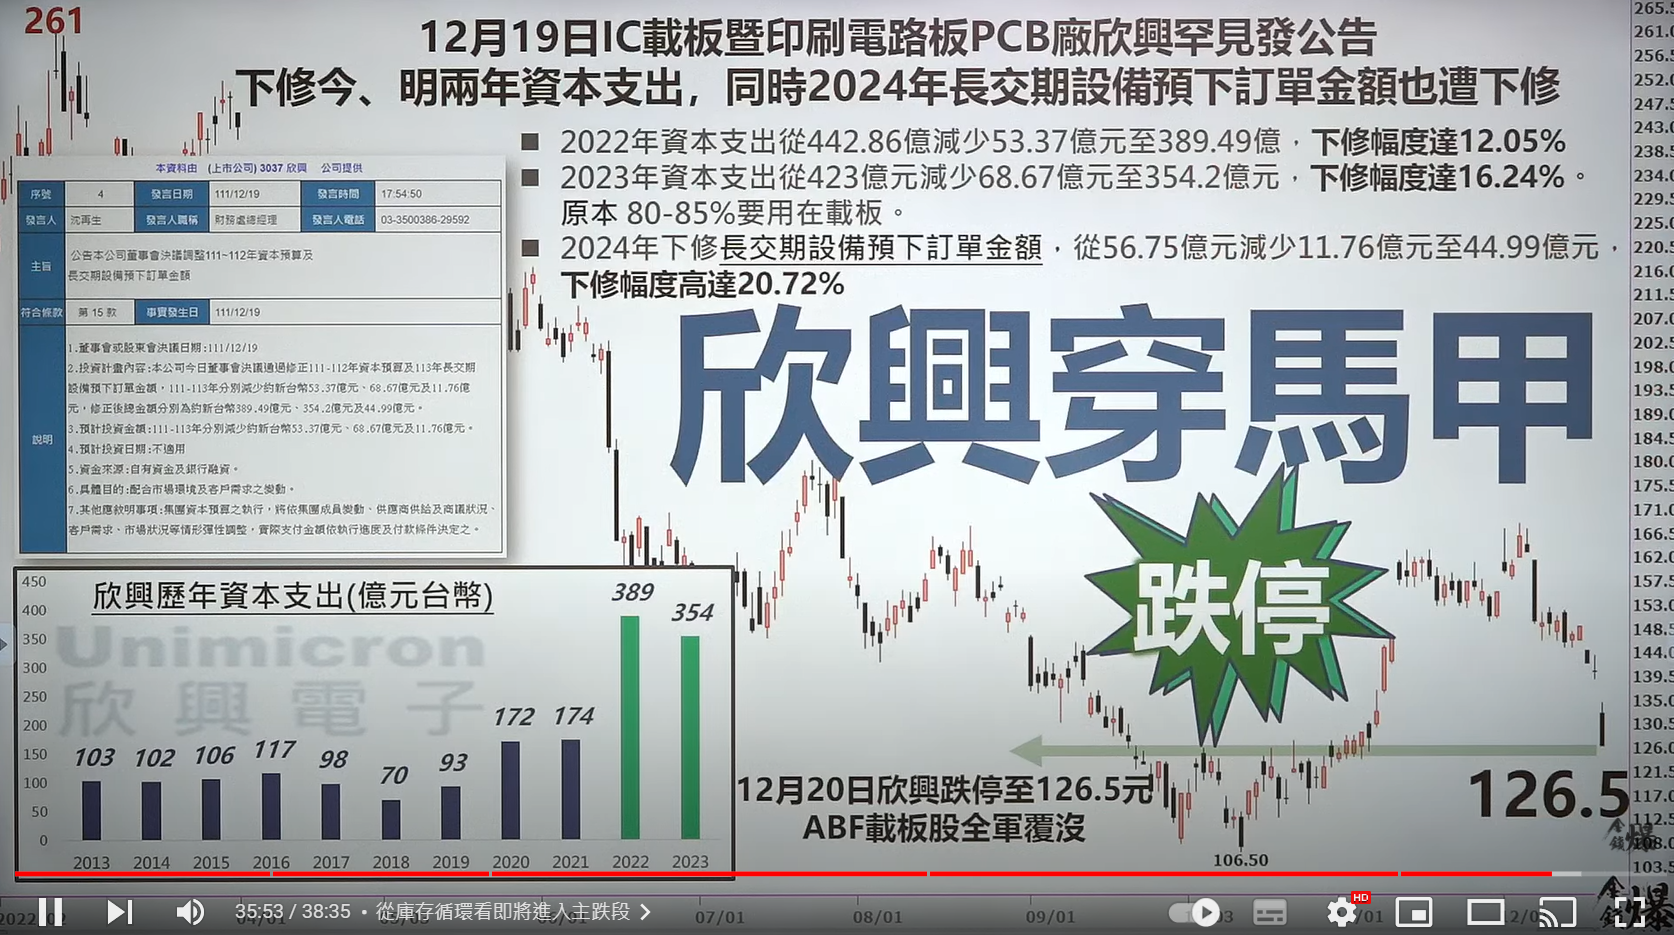 261
12月19日IC載板暨印刷電路板PCB廠欣興罕見發公告
下修今、明兩年資本支出，同時2024年長交期設備預下訂單金額也遭下修
■ 2022年資本支出從442.86億減少53.37億元至389.49億，下修幅度達12.05%
■ 2023年資本支出從423億元減少68.67億元至354.2億元，下修幅度達16.24%。
原本 80-85%要用在載板。
■ 2024年下修長交期設備預下訂單金額，從56.75億元減少11.76億元至44.99億元，
下修幅度高達20.72%
本資料由 (上市公司) 3037 欣興 公司提供
序號 4 發言日期 111/12/19 發言時間 17:54:50
發言人 沈再生 發言人職稱 財務處總經理 發言人電話 03-3500386-29592
主旨
公告本公司董事會決議調整111~112年資本預算及
長交期設備預下訂單金額
符合條款 第 15 款 事實發生日 111/12/19
說明
1.董事會或股東會決議日期:111/12/19
2.投資計畫內容:本公司今日董事會決議通過修正111-112年資本預算及113年長交期
設備預下訂單金額，111-113年分別減少約新台幣53.37億元、68.67億元及11.76億
元，修正後總金額分別為約新台幣389.49億元、354.2億元及44.99億元。
3.預計投資金額:111-113年分別減少約新台幣53.37億元、68.67億元及11.76億元。
4.預計投資日期:不適用
5.資金來源:自有資金及銀行融資。
6.具體目的:配合市場環境及客戶需求之變動。
7.其他應敘明事項:集團資本預算之執行，將依集團成員變動、供應商供給及商議狀況、
客戶需求、市場狀況等情形彈性調整，實際支付金額依執行進度及付款條件決定之。
欣興穿馬甲
跌停
欣興歷年資本支出(億元台幣)
Unimicron
欣興電子
450
400
350
300
250
200
150
100
50
0
103 102 106 117 98 70 93 172 174 389 354
2013 2014 2015 2016 2017 2018 2019 2020 2021 2022 2023
12月20日欣興跌停至126.5元
ABF載板股全軍覆沒
126.5
106.50
265.5
261.0
256.5
252.0
247.5
243.0
238.5
234.0
229.5
225.0
220.5
216.0
211.5
207.0
202.5
198.0
193.5
189.0
184.5
180.0
175.5
171.0
166.5
162.0
157.5
153.0
148.5
144.0
139.5
135.0
130.5
126.0
121.5
117.0
112.5
108.0
103.5
金錢爆
07/01 08/01 09/01
35:53 / 38:35 • 從庫存循環看即將進入主跌段
HD